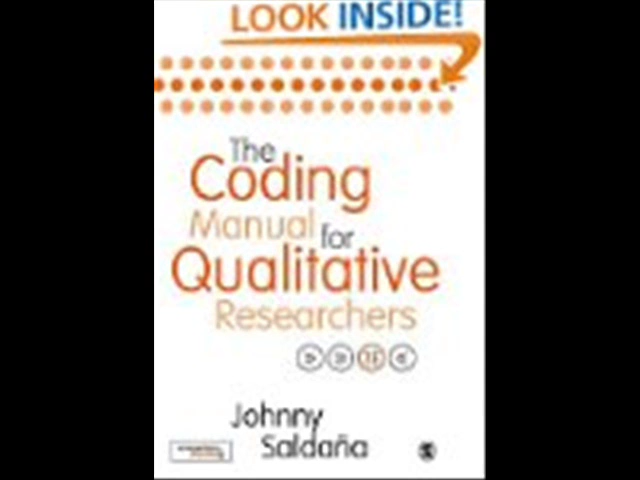 LOOK INSIDE!
The
Coding
Manual for
Qualitative
Researchers
Johnny
Saldaña